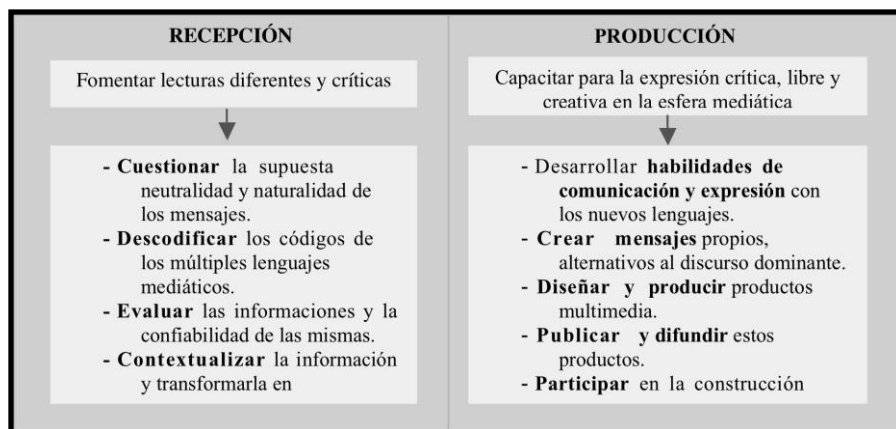 RECEPCIÓN
Fomentar lecturas diferentes y críticas
- Cuestionar la supuesta
neutralidad y naturalidad de
los mensajes.
- Descodificar los códigos de
los múltiples lenguajes
mediáticos.
- Evaluar las informaciones y la
confiabilidad de las mismas.
- Contextualizar la información
y transformarla en
PRODUCCIÓN
Capacitar para la expresión crítica, libre y
creativa en la esfera mediática
- Desarrollar habilidades de
comunicación y expresión con
los nuevos lenguajes.
- Crear mensajes propios,
alternativos al discurso dominante.
- Diseñar y producir productos
multimedia.
- Publicar y difundir estos
productos.
- Participar en la construcción